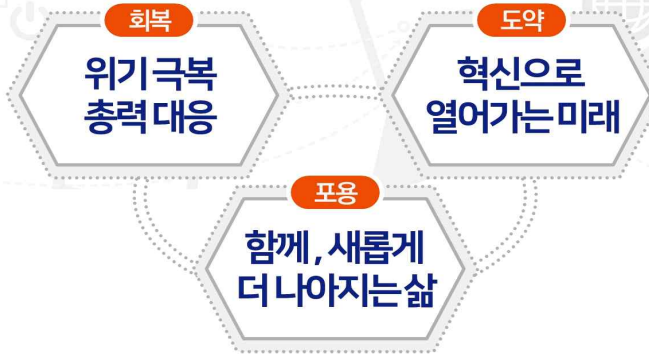 회복
위기 극복
총력 대응
도약
혁신으로
열어가는 미래
포용
함께, 새롭게
더 나아지는 삶